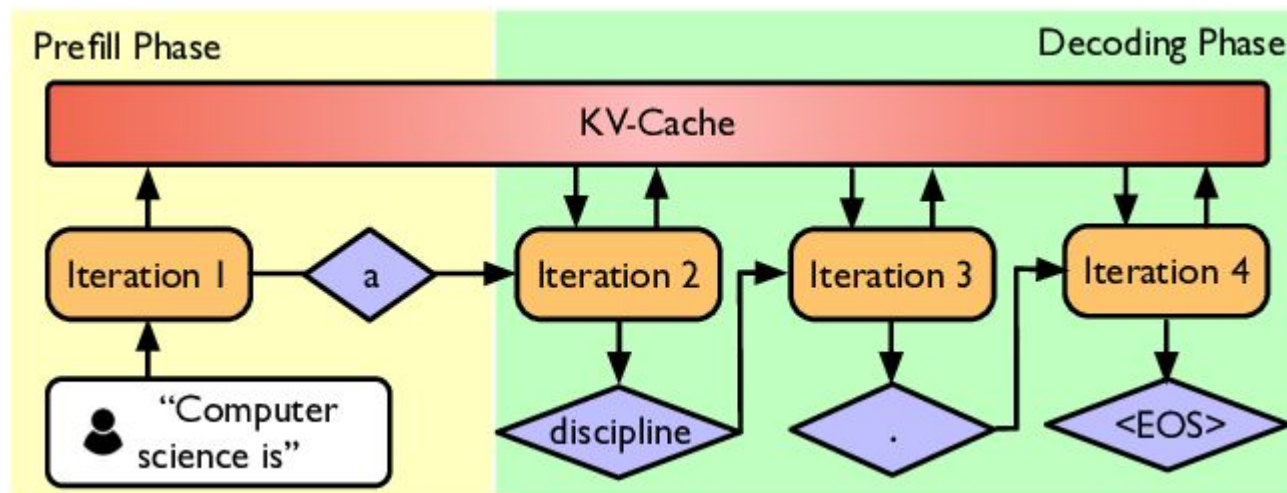 Prefill Phase
Decoding Phase
KV-Cache
Iteration 1
a
Iteration 2
Iteration 3
Iteration 4
“Computer
science is”
discipline
.
<EOS>